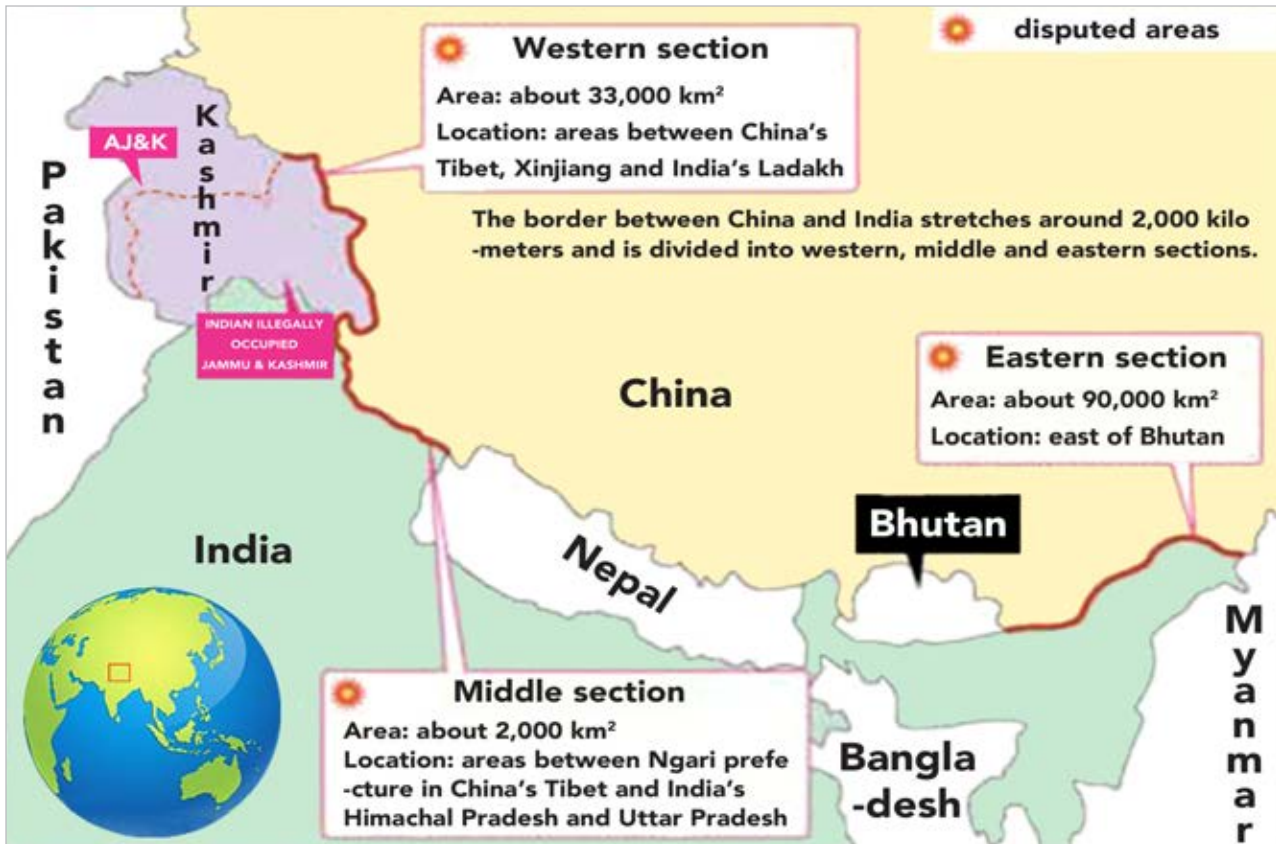 disputed areas
Western section
Area: about 33,000 km²
Location: areas between China's
Tibet, Xinjiang and India's Ladakh
Kashmir
AJ&K
Pakistan
The border between China and India stretches around 2,000 kilo
-meters and is divided into western, middle and eastern sections.
INDIAN ILLEGALLY
OCCUPIED
JAMMU & KASHMIR
Eastern section
Area: about 90,000 km²
Location: east of Bhutan
China
Bhutan
India
Nepal
Myanmar
Middle section
Area: about 2,000 km²
Location: areas between Ngari prefe
-cture in China's Tibet and India's
Himachal Pradesh and Uttar Pradesh
Bangla
-desh